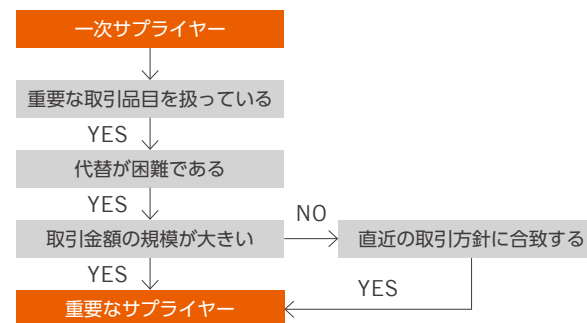 一次サプライヤー
重要な取引品目を扱っている
YES
代替が困難である
YES
NO
取引金額の規模が大きい
直近の取引方針に合致する
YES
YES
重要なサプライヤー